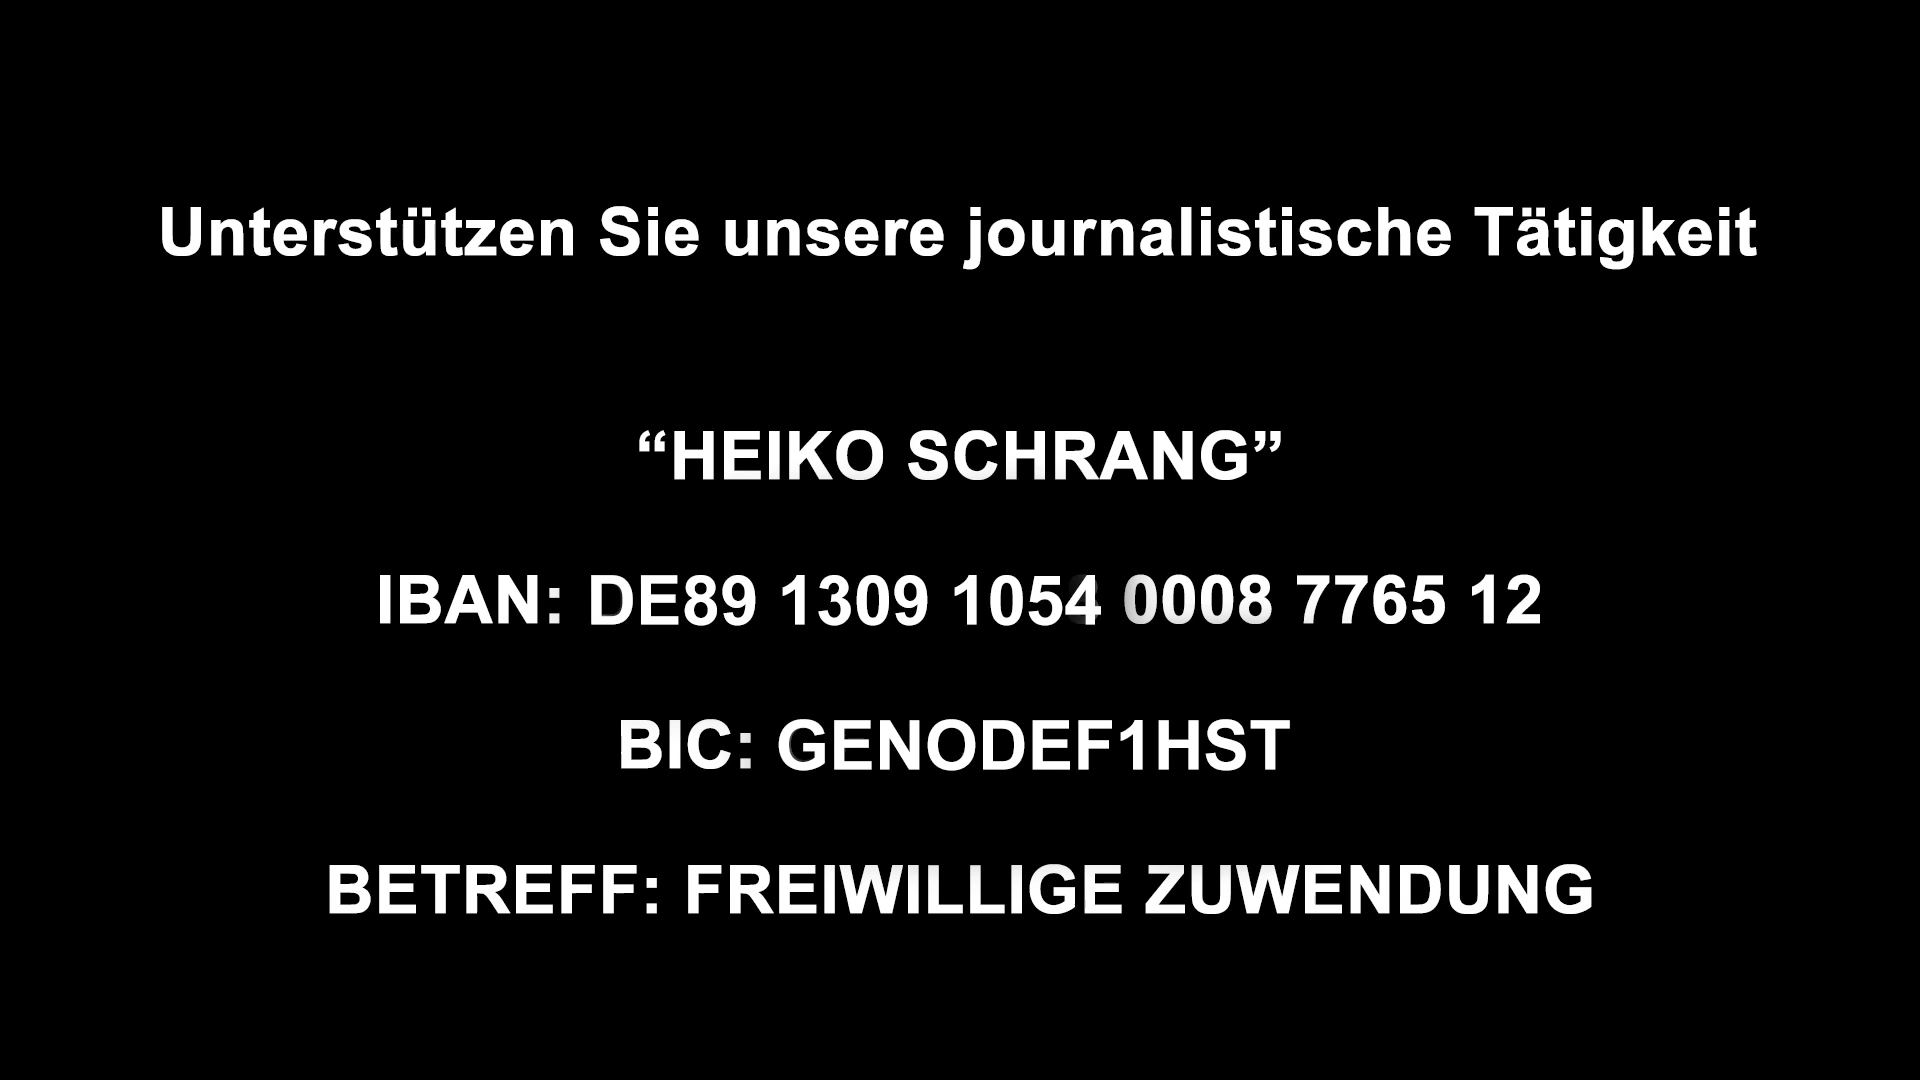 Unterstützen Sie unsere journalistische Tätigkeit
“HEIKO SCHRANG”
IBAN: DE89 1309 1054 0008 7765 12
BIC: GENODEF1HST
BETREFF: FREIWILLIGE ZUWENDUNG